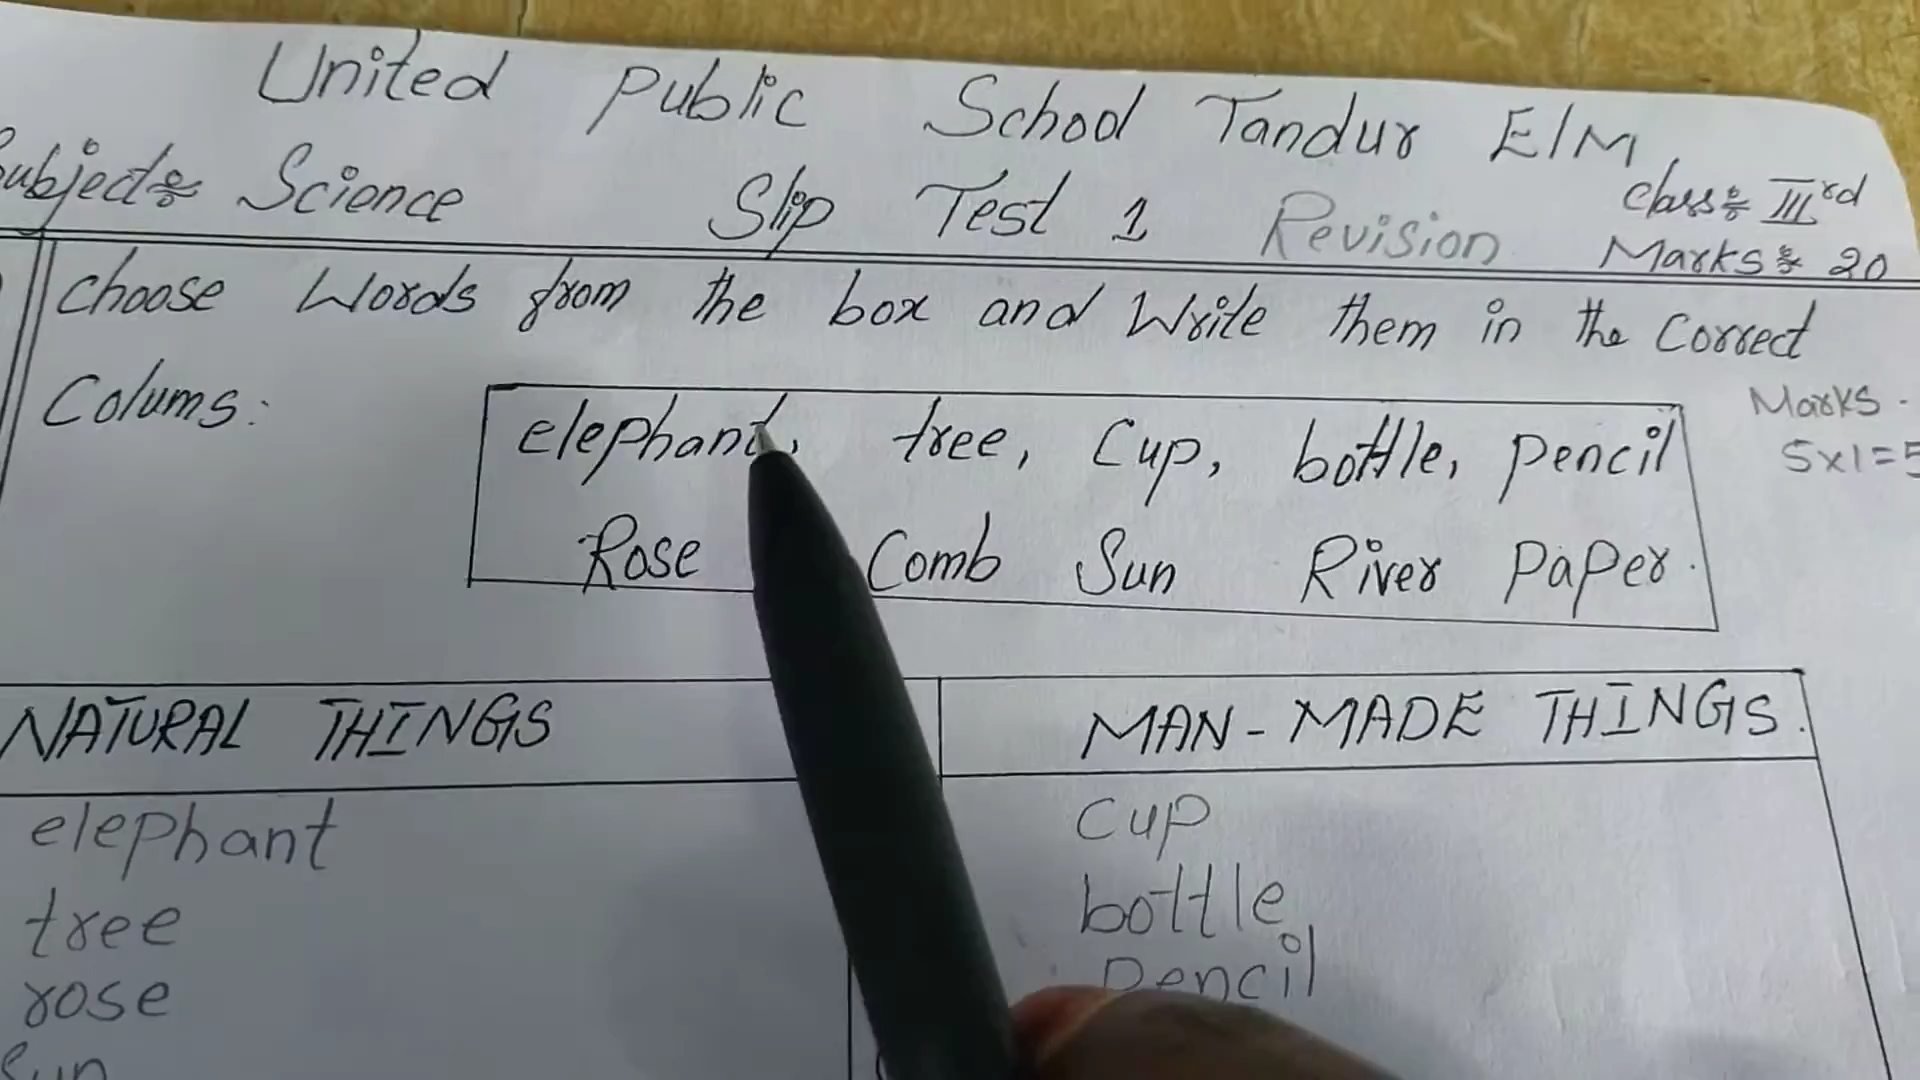 United Public School Tandur E/M
Subject: Science Slip Test 1 Revision Class: IIIrd
Marks: 20
Choose Words from the box and Write them in the Correct
Colums:
Marks
5x1=5
elephant, tree, Cup, bottle, pencil
Rose Comb Sun River Paper.
NATURAL THINGS MAN-MADE THINGS.
elephant Cup
tree bottle
rose Pencil
Sun